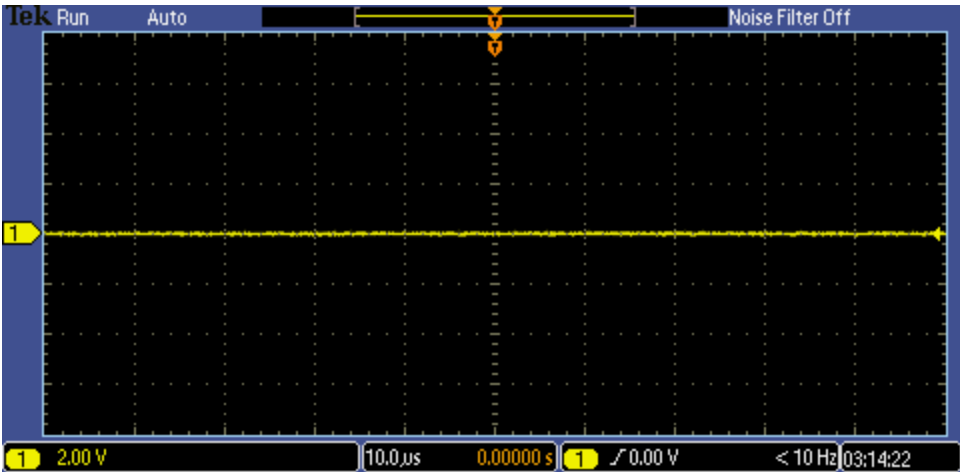 Tek Run Auto Noise Filter Off
T
T
1
1 2.00 V 10.0µs 0.00000 s 1 0.00 V < 10 Hz 03:14:22